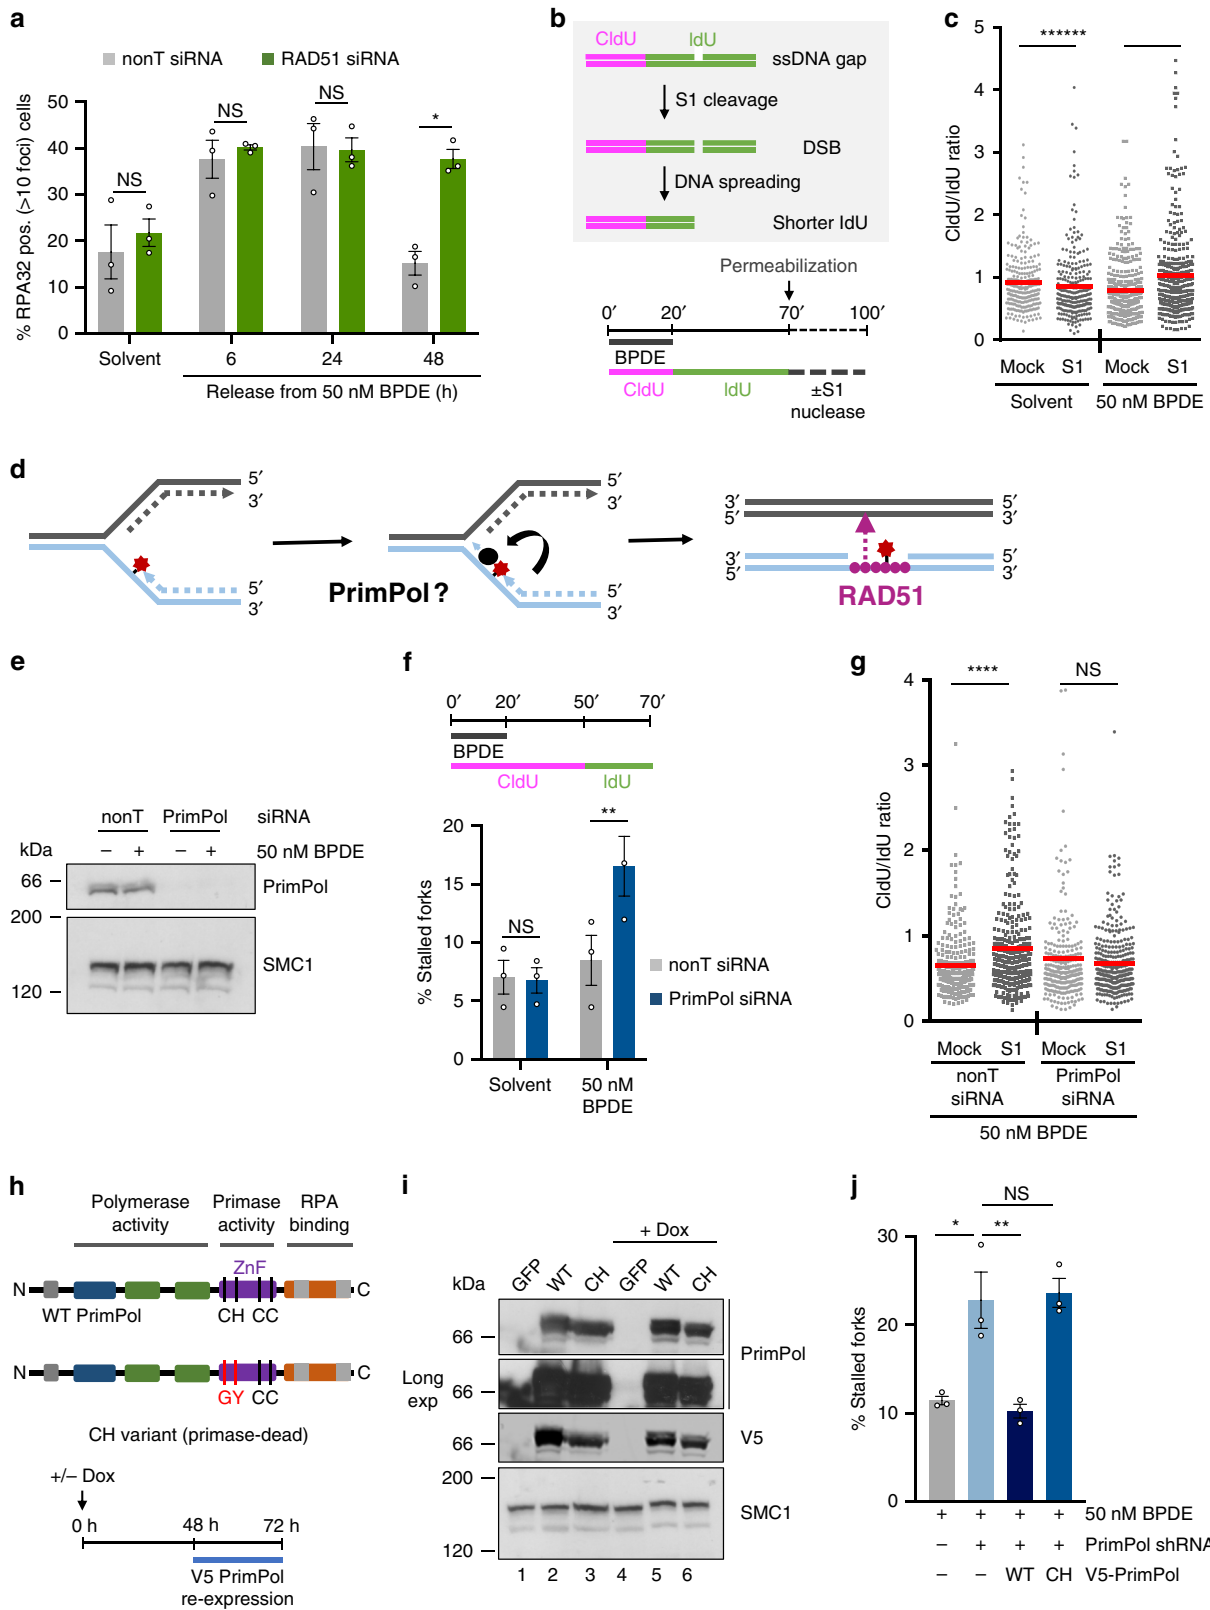 a
nonT siRNA
RAD51 siRNA
% RPA32 pos. (>10 foci) cells
50
40
30
20
10
0
NS
NS
NS
*
Solvent
6
24
48
Release from 50 nM BPDE (h)
b
CldU
IdU
ssDNA gap
S1 cleavage
DSB
DNA spreading
Shorter IdU
Permeabilization
0′
20′
70′
100′
BPDE
CldU
IdU
±S1
nuclease
c
CldU/IdU ratio
5
4
3
2
1
0
******
Mock
S1
Mock
S1
Solvent
50 nM BPDE
d
5′
3′
5′
3′
PrimPol ?
5′
3′
5′
3′
3′
5′
5′
3′
3′
5′
5′
3′
RAD51
e
nonT
PrimPol
siRNA
kDa
–
+
–
+
50 nM BPDE
66
PrimPol
200
SMC1
120
f
0′
20′
50′
70′
BPDE
CldU
IdU
% Stalled forks
20
15
10
5
0
NS
**
nonT siRNA
PrimPol siRNA
Solvent
50 nM
BPDE
g
CldU/IdU ratio
4
3
2
1
0
****
NS
Mock
S1
Mock
S1
nonT
siRNA
PrimPol
siRNA
50 nM BPDE
h
Polymerase
activity
Primase
activity
RPA
binding
ZnF
N
C
WT PrimPol
CH
CC
N
C
GY
CC
CH variant (primase-dead)
+/– Dox
0 h
48 h
72 h
V5 PrimPol
re-expression
i
+ Dox
kDa
GFP
WT
CH
GFP
WT
CH
66
PrimPol
Long
exp
66
66
V5
200
SMC1
120
1
2
3
4
5
6
j
% Stalled forks
30
20
10
0
NS
*
**
+
+
+
+
50 nM BPDE
–
+
+
+
PrimPol shRNA
–
–
WT
CH
V5-PrimPol